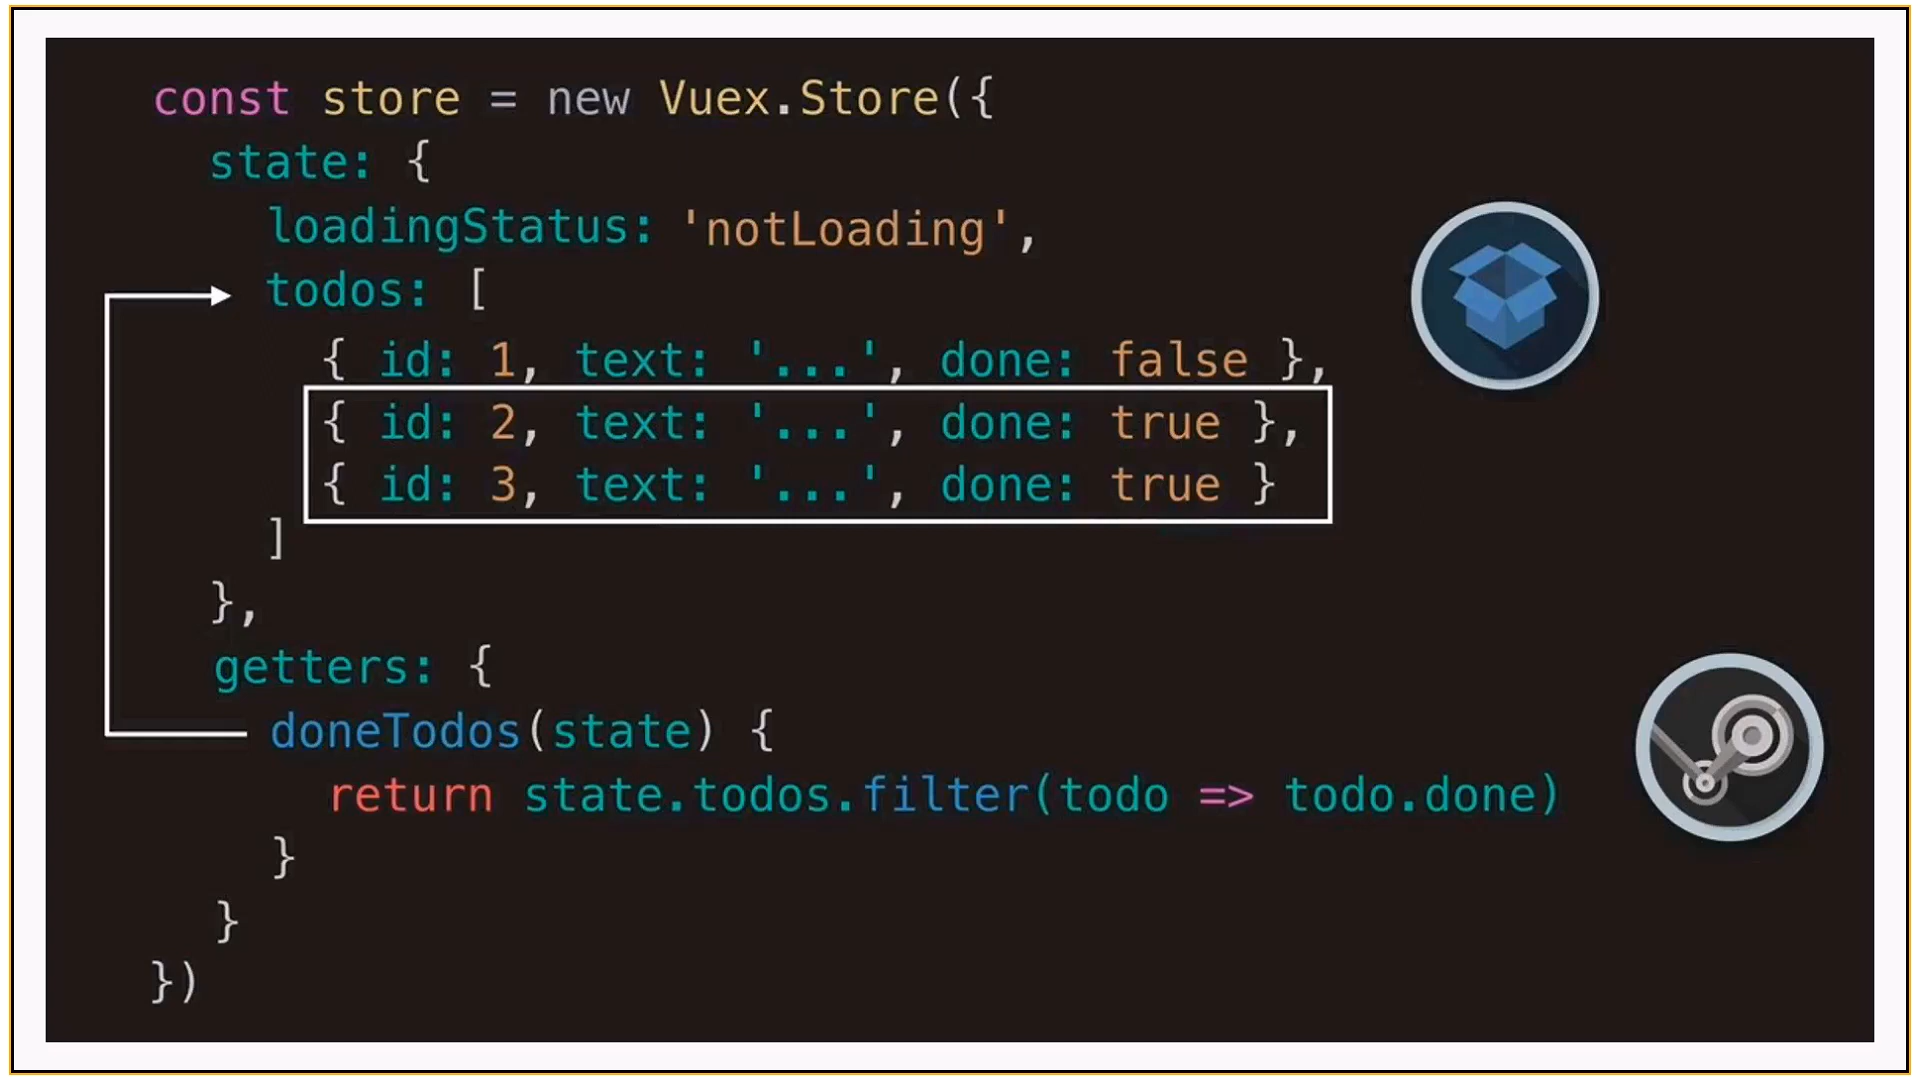 const store = new Vuex.Store({
state: {
loadingStatus: 'notLoading',
todos: [
{ id: 1, text: '...', done: false },
{ id: 2, text: '...', done: true },
{ id: 3, text: '...', done: true }
]
},
getters: {
doneTodos(state) {
return state.todos.filter(todo => todo.done)
}
}
})